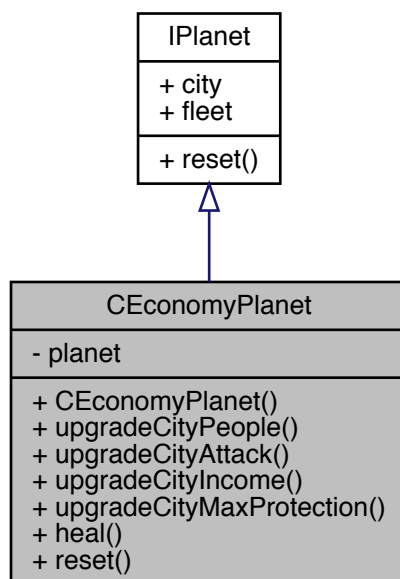 IPlanet
+ city
+ fleet
+ reset()
CEconomyPlanet
- planet
+ CEconomyPlanet()
+ upgradeCityPeople()
+ upgradeCityAttack()
+ upgradeCityIncome()
+ upgradeCityMaxProtection()
+ heal()
+ reset()